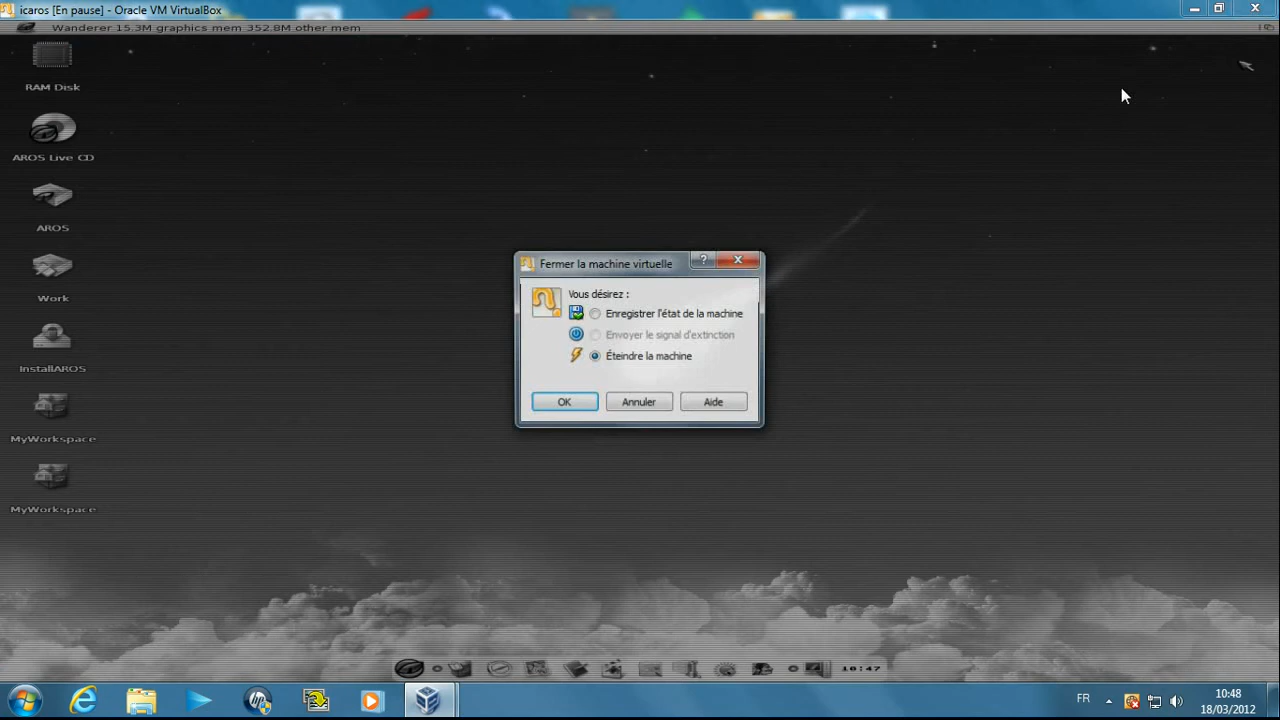 icaros [En pause] - Oracle VM VirtualBox
Wanderer 15.3M graphics mem 352.8M other mem
RAM Disk
AROS Live CD
AROS
Work
InstallAROS
MyWorkspace
MyWorkspace
Fermer la machine virtuelle
?
Vous désirez :
Enregistrer l'état de la machine
Envoyer le signal d'extinction
Éteindre la machine
OK
Annuler
Aide
10:47
FR
10:48
18/03/2012